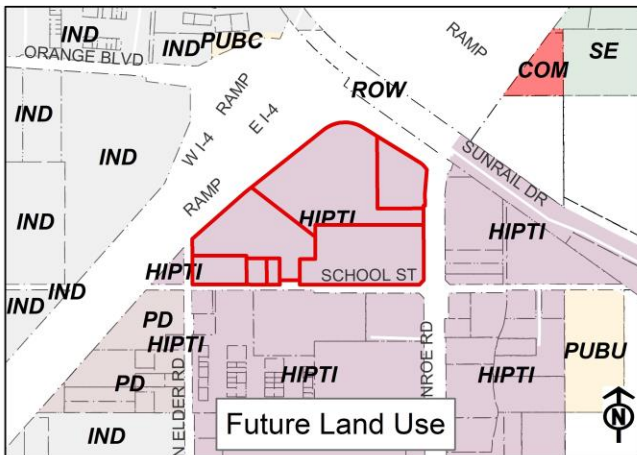 IND
ORANGE BLVD
IND
PUBC
RAMP
COM
SE
ROW
RAMP
IND
IND
W I-4
E I-4
RAMP
SUNRAIL DR
IND
HIPTI
HIPTI
HIPTI
SCHOOL ST
IND
IND
PD
HIPTI
PUBU
PD
HIPTI
HIPTI
N ELDER RD
NROE RD
IND
Future Land Use
N